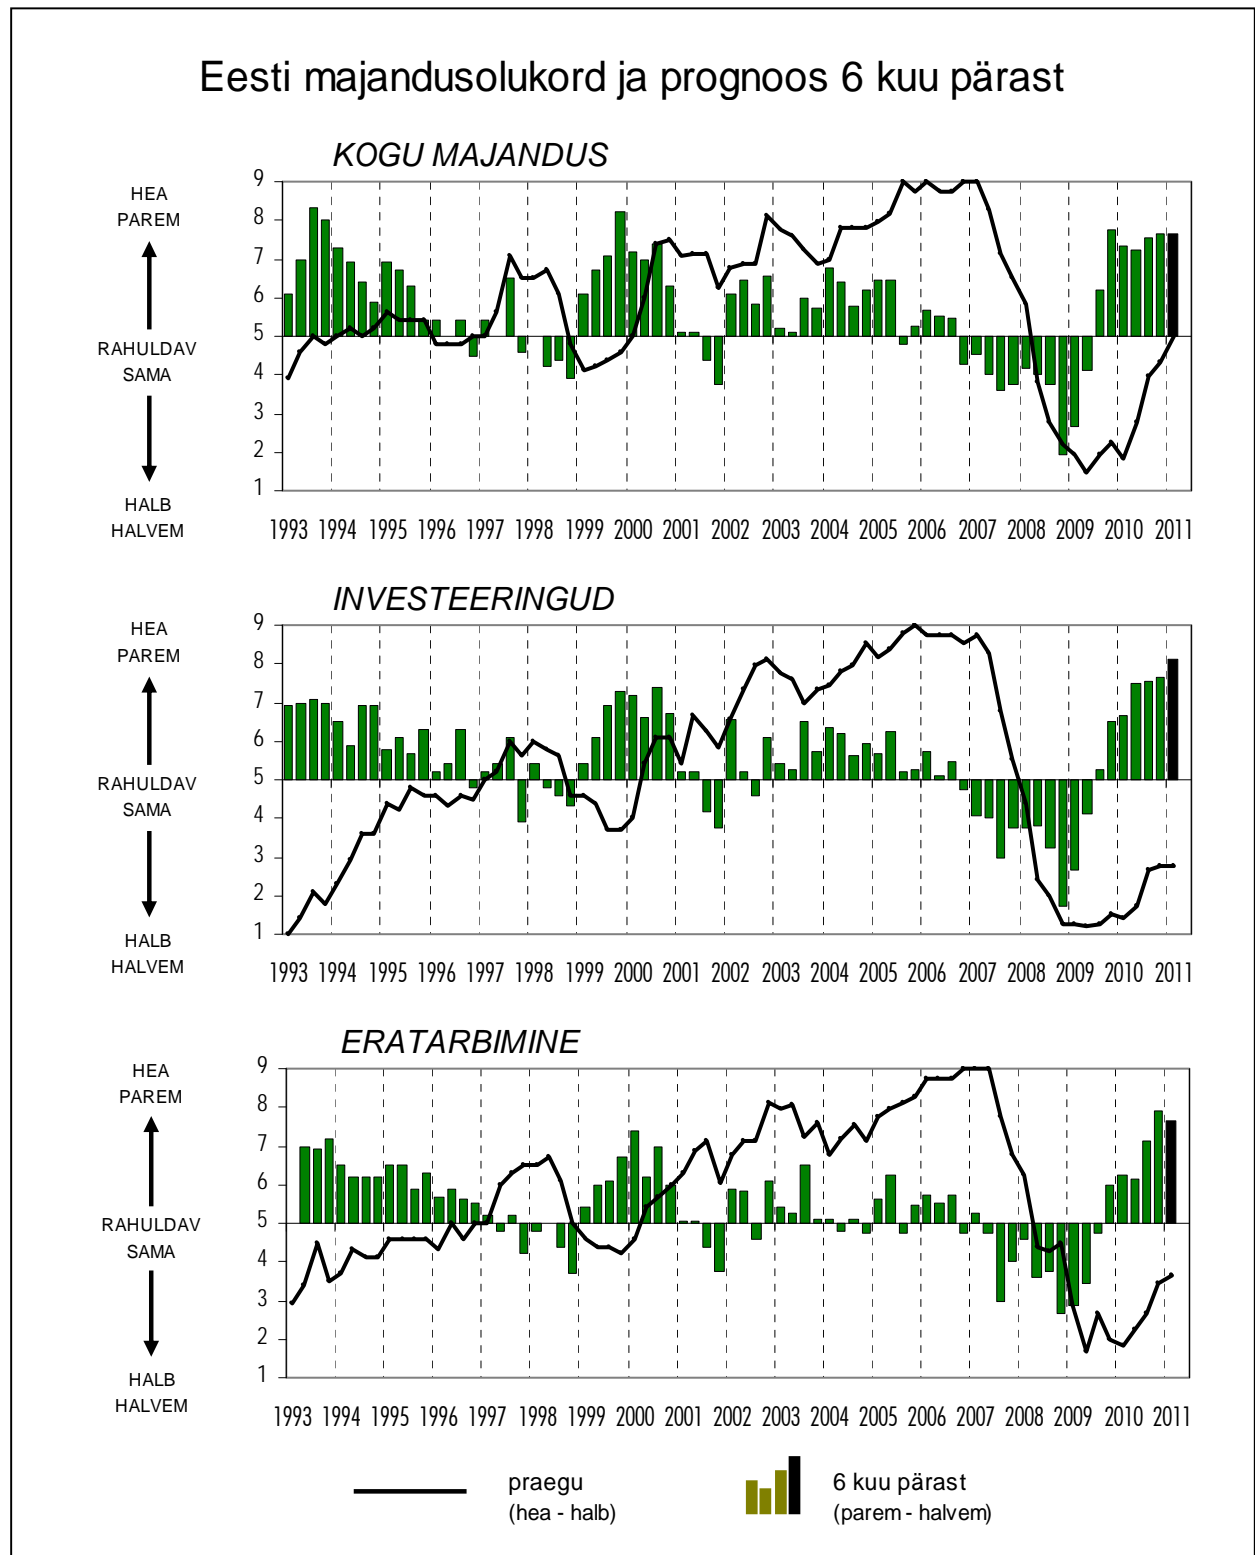 Eesti majandusolukord ja prognoos 6 kuu pärast
KOGU MAJANDUS
HEA
PAREM
RAHULDAV
SAMA
HALB
HALVEM
9
8
7
6
5
4
3
2
1
1993 1994 1995 1996 1997 1998 1999 2000 2001 2002 2003 2004 2005 2006 2007 2008 2009 2010 2011
INVESTEERINGUD
HEA
PAREM
RAHULDAV
SAMA
HALB
HALVEM
9
8
7
6
5
4
3
2
1
1993 1994 1995 1996 1997 1998 1999 2000 2001 2002 2003 2004 2005 2006 2007 2008 2009 2010 2011
ERATARBIMINE
HEA
PAREM
RAHULDAV
SAMA
HALB
HALVEM
9
8
7
6
5
4
3
2
1
1993 1994 1995 1996 1997 1998 1999 2000 2001 2002 2003 2004 2005 2006 2007 2008 2009 2010 2011
praegu
(hea - halb)
6 kuu pärast
(parem - halvem)